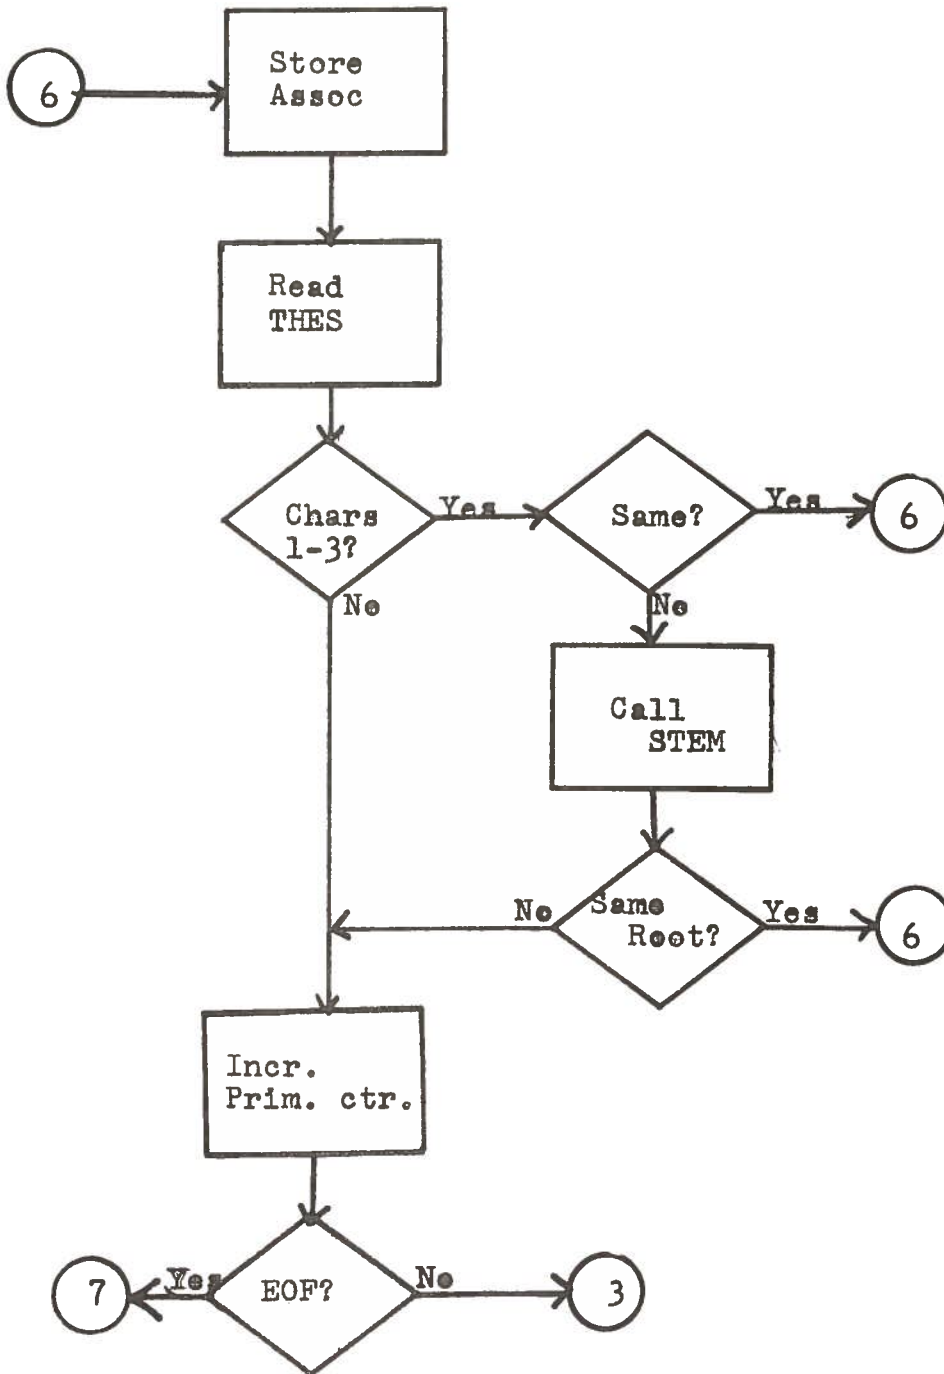 6
Store
Assoc
Read
THES
Chars
1-3?
Yes
Same?
Yes
6
No
No
Call
STEM
No
Same
Root?
Yes
6
Incr.
Prim. ctr.
7
Yes
EOF?
No
3